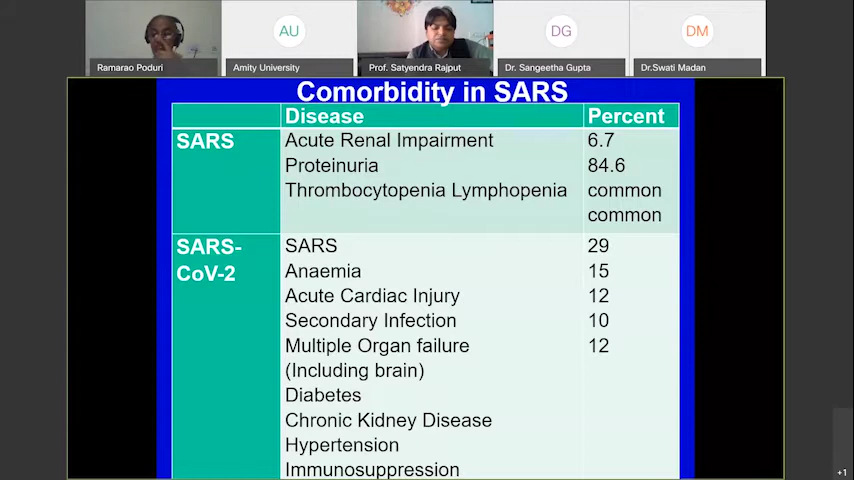 AU
DG
DM
Ramarao Poduri
Amity University
Prof. Satyendra Rajput
Dr. Sangeetha Gupta
Dr.Swati Madan
Comorbidity in SARS
Disease Percent
SARS Acute Renal Impairment 6.7
Proteinuria 84.6
Thrombocytopenia Lymphopenia common
common
SARS- SARS 29
CoV-2 Anaemia 15
Acute Cardiac Injury 12
Secondary Infection 10
Multiple Organ failure 12
(Including brain)
Diabetes
Chronic Kidney Disease
Hypertension
Immunosuppression
+1